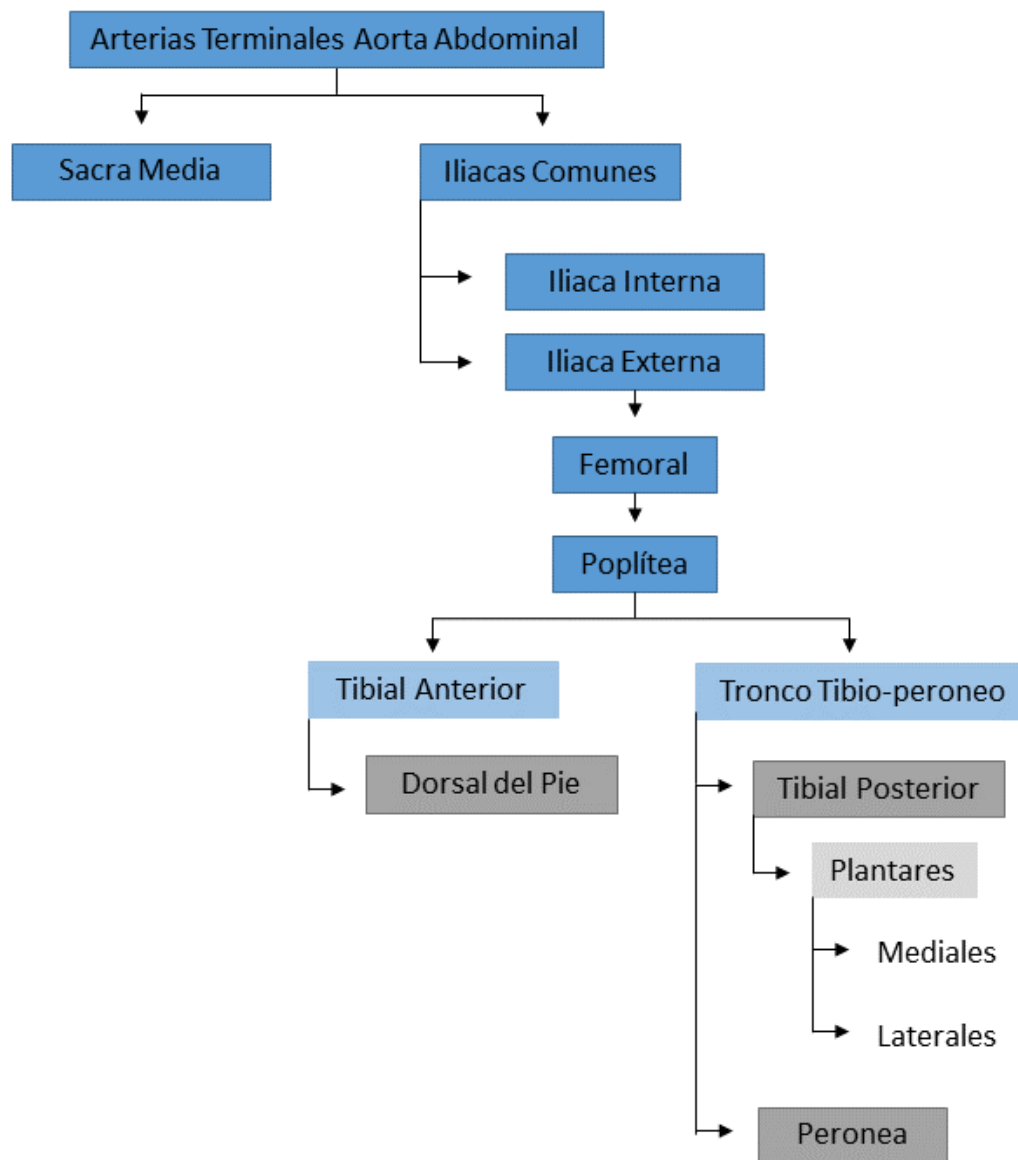 Arterias Terminales Aorta Abdominal
Sacra Media
Iliacas Comunes
Iliaca Interna
Iliaca Externa
Femoral
Poplítea
Tibial Anterior
Tronco Tibio-peroneo
Dorsal del Pie
Tibial Posterior
Plantares
Mediales
Laterales
Peronea